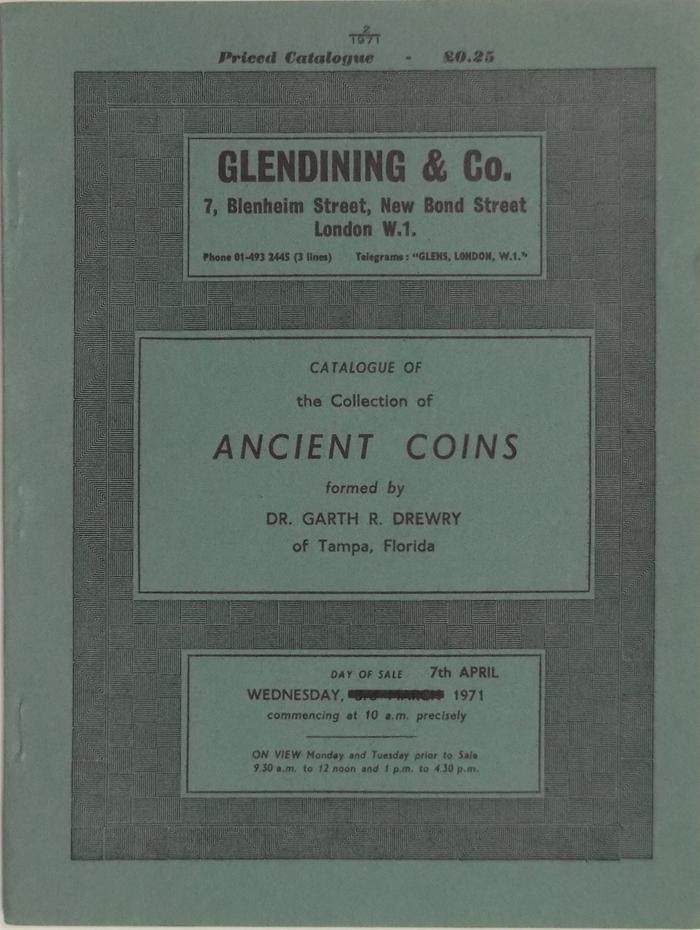 2
1971
Priced Catalogue - £0.25
GLENDINING & Co.
7, Blenheim Street, New Bond Street
London W.1.
Phone 01-493 2445 (3 lines) Telegrams: "GLENS, LONDON, W.1."
CATALOGUE OF
the Collection of
ANCIENT COINS
formed by
DR. GARTH R. DREWRY
of Tampa, Florida
DAY OF SALE 7th APRIL
WEDNESDAY, 3rd MARCH 1971
commencing at 10 a.m. precisely
ON VIEW Monday and Tuesday prior to Sale
9.30 a.m. to 12 noon and 1 p.m. to 4.30 p.m.